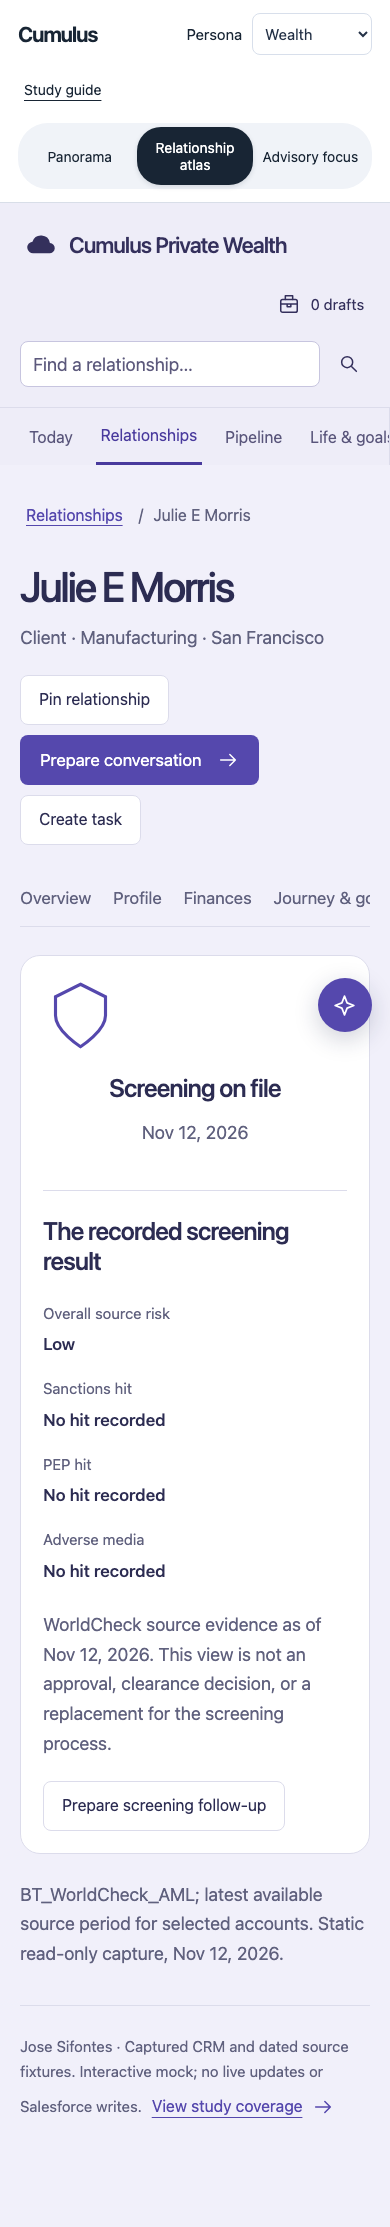 Cumulus
Persona
Wealth
Study guide
Panorama
Relationship
atlas
Advisory focus
Cumulus Private Wealth
0 drafts
Find a relationship...
Today
Relationships
Pipeline
Life & goals
Relationships / Julie E Morris
Julie E Morris
Client · Manufacturing · San Francisco
Pin relationship
Prepare conversation →
Create task
Overview
Profile
Finances
Journey & go
Screening on file
Nov 12, 2026
The recorded screening
result
Overall source risk
Low
Sanctions hit
No hit recorded
PEP hit
No hit recorded
Adverse media
No hit recorded
WorldCheck source evidence as of
Nov 12, 2026. This view is not an
approval, clearance decision, or a
replacement for the screening
process.
Prepare screening follow-up
BT_WorldCheck_AML; latest available
source period for selected accounts. Static
read-only capture, Nov 12, 2026.
Jose Sifontes · Captured CRM and dated source
fixtures. Interactive mock; no live updates or
Salesforce writes. View study coverage →